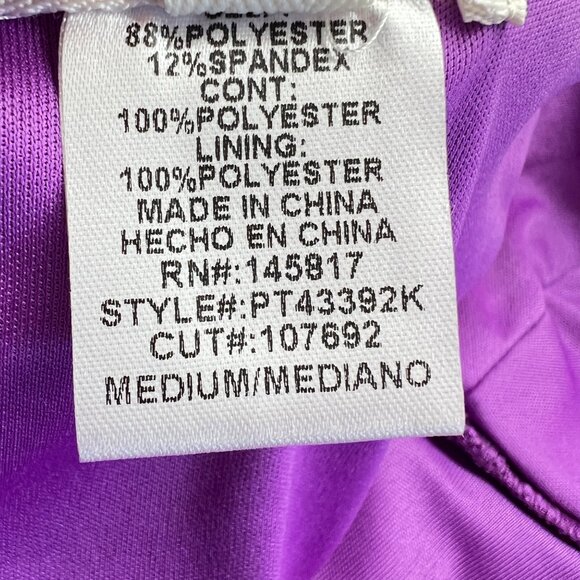 88%POLYESTER
12%SPANDEX
CONT:
100%POLYESTER
LINING:
100%POLYESTER
MADE IN CHINA
HECHO EN CHINA
RN#:145817
STYLE#:PT43392K
CUT#:107692
MEDIUM/MEDIANO